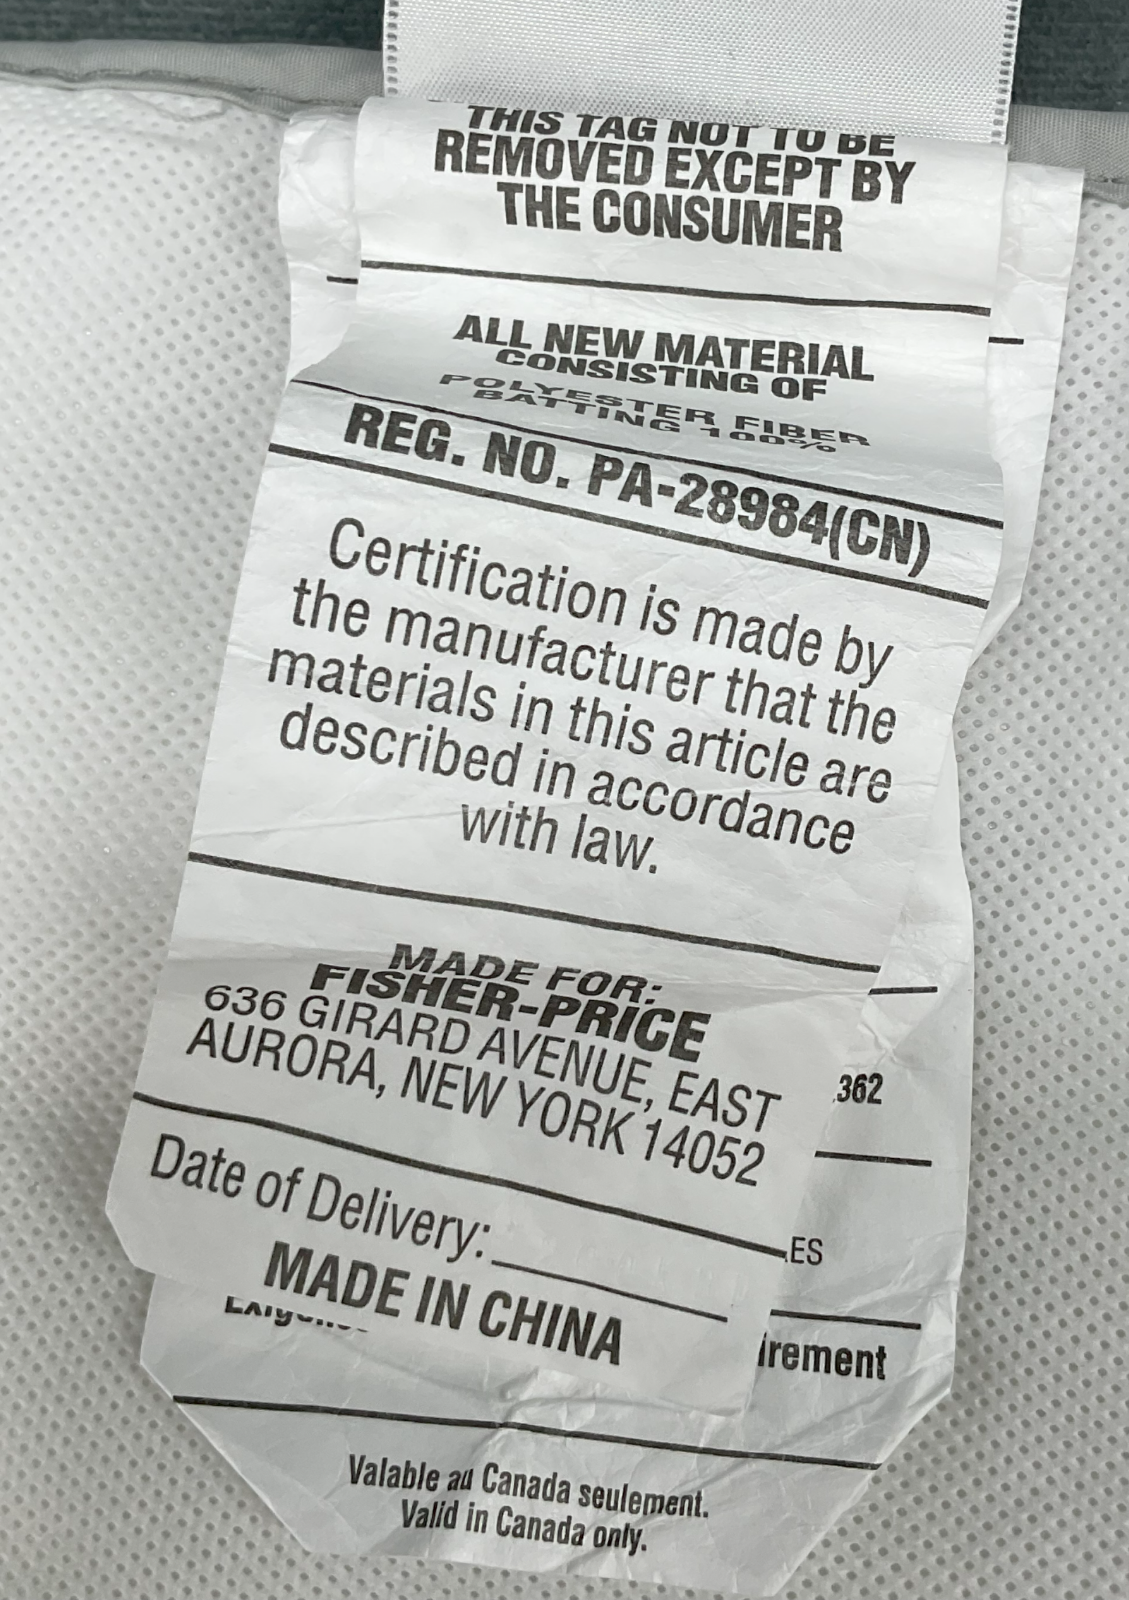 THIS TAG NOT TO BE
REMOVED EXCEPT BY
THE CONSUMER
ALL NEW MATERIAL
CONSISTING OF
POLYESTER FIBER
BATTING 100%
REG. NO. PA-28984(CN)
Certification is made by
the manufacturer that the
materials in this article are
described in accordance
with law.
MADE FOR:
FISHER-PRICE
636 GIRARD AVENUE, EAST
AURORA, NEW YORK 14052
362
Date of Delivery:
ES
MADE IN CHINA
irement
Valable au Canada seulement.
Valid in Canada only.